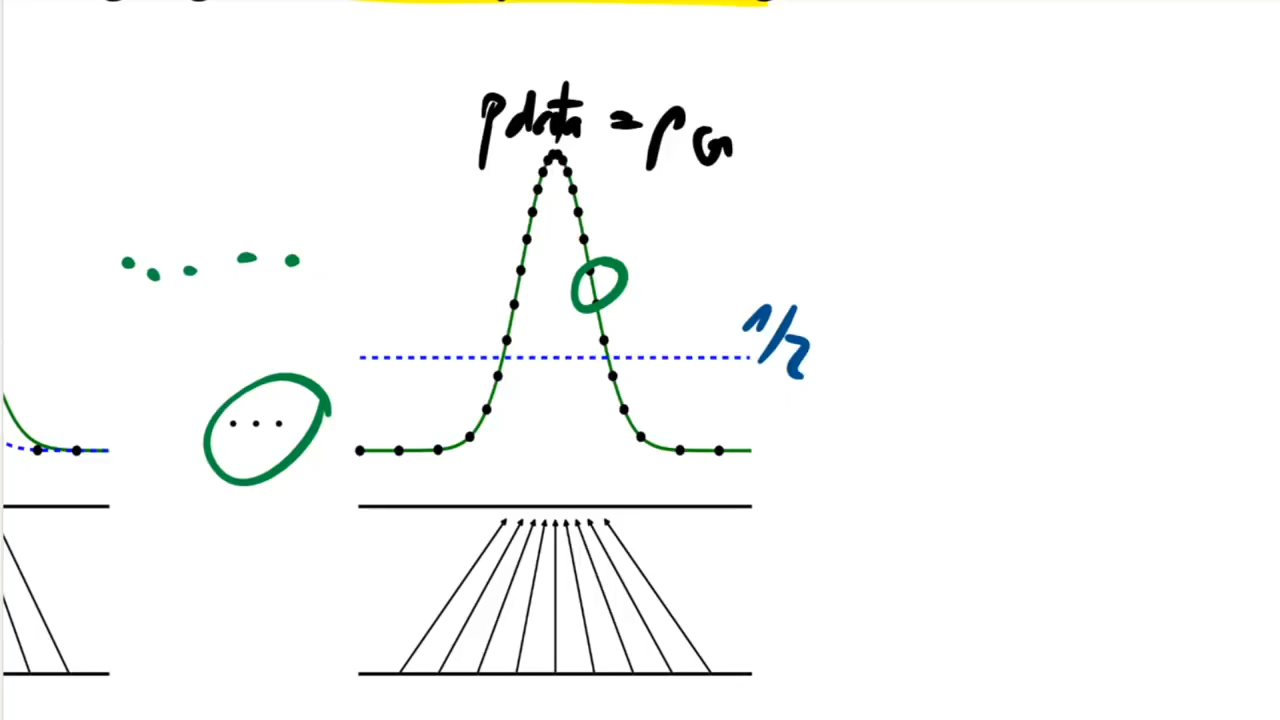 pdata = pG
1/2
...